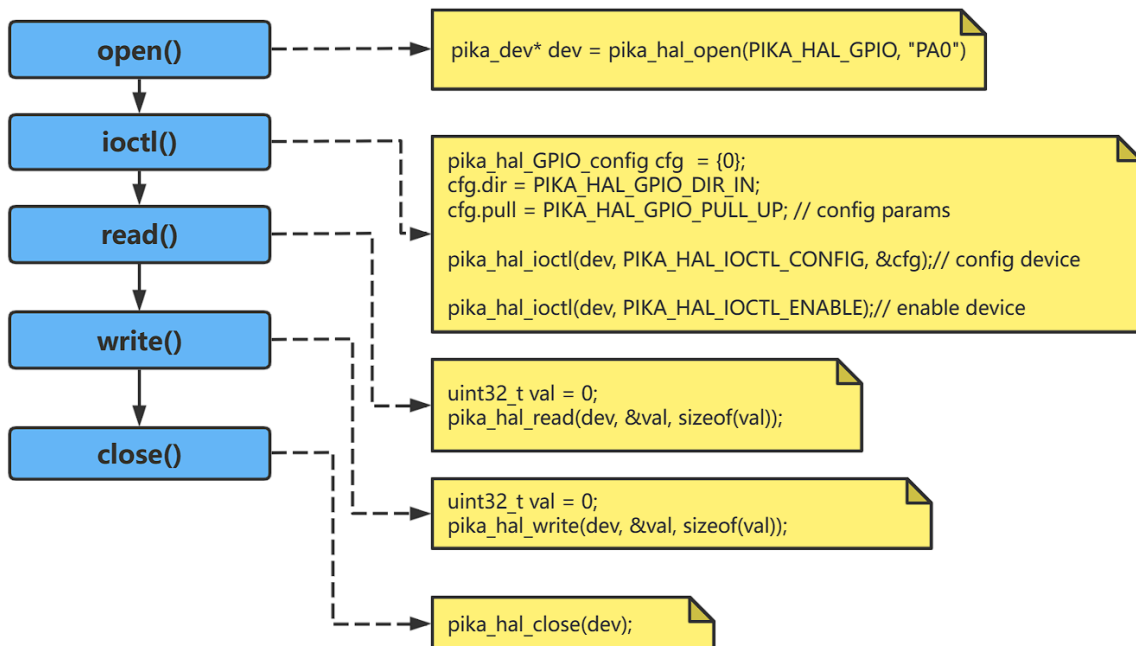 open()
pika_dev* dev = pika_hal_open(PIKA_HAL_GPIO, "PA0")
ioctl()
pika_hal_GPIO_config cfg  = {0};
cfg.dir = PIKA_HAL_GPIO_DIR_IN;
cfg.pull = PIKA_HAL_GPIO_PULL_UP; // config params
pika_hal_ioctl(dev, PIKA_HAL_IOCTL_CONFIG, &cfg);// config device
pika_hal_ioctl(dev, PIKA_HAL_IOCTL_ENABLE);// enable device
read()
uint32_t val = 0;
pika_hal_read(dev, &val, sizeof(val));
write()
uint32_t val = 0;
pika_hal_write(dev, &val, sizeof(val));
close()
pika_hal_close(dev);